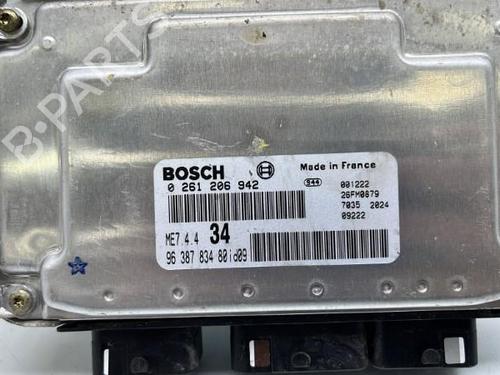 B-PARTS
BOSCH
Made in France
0 261 206 942
944
001222
26FM0879
7035 2024
09222
ME7.4.4 34
96 387 834 80id09